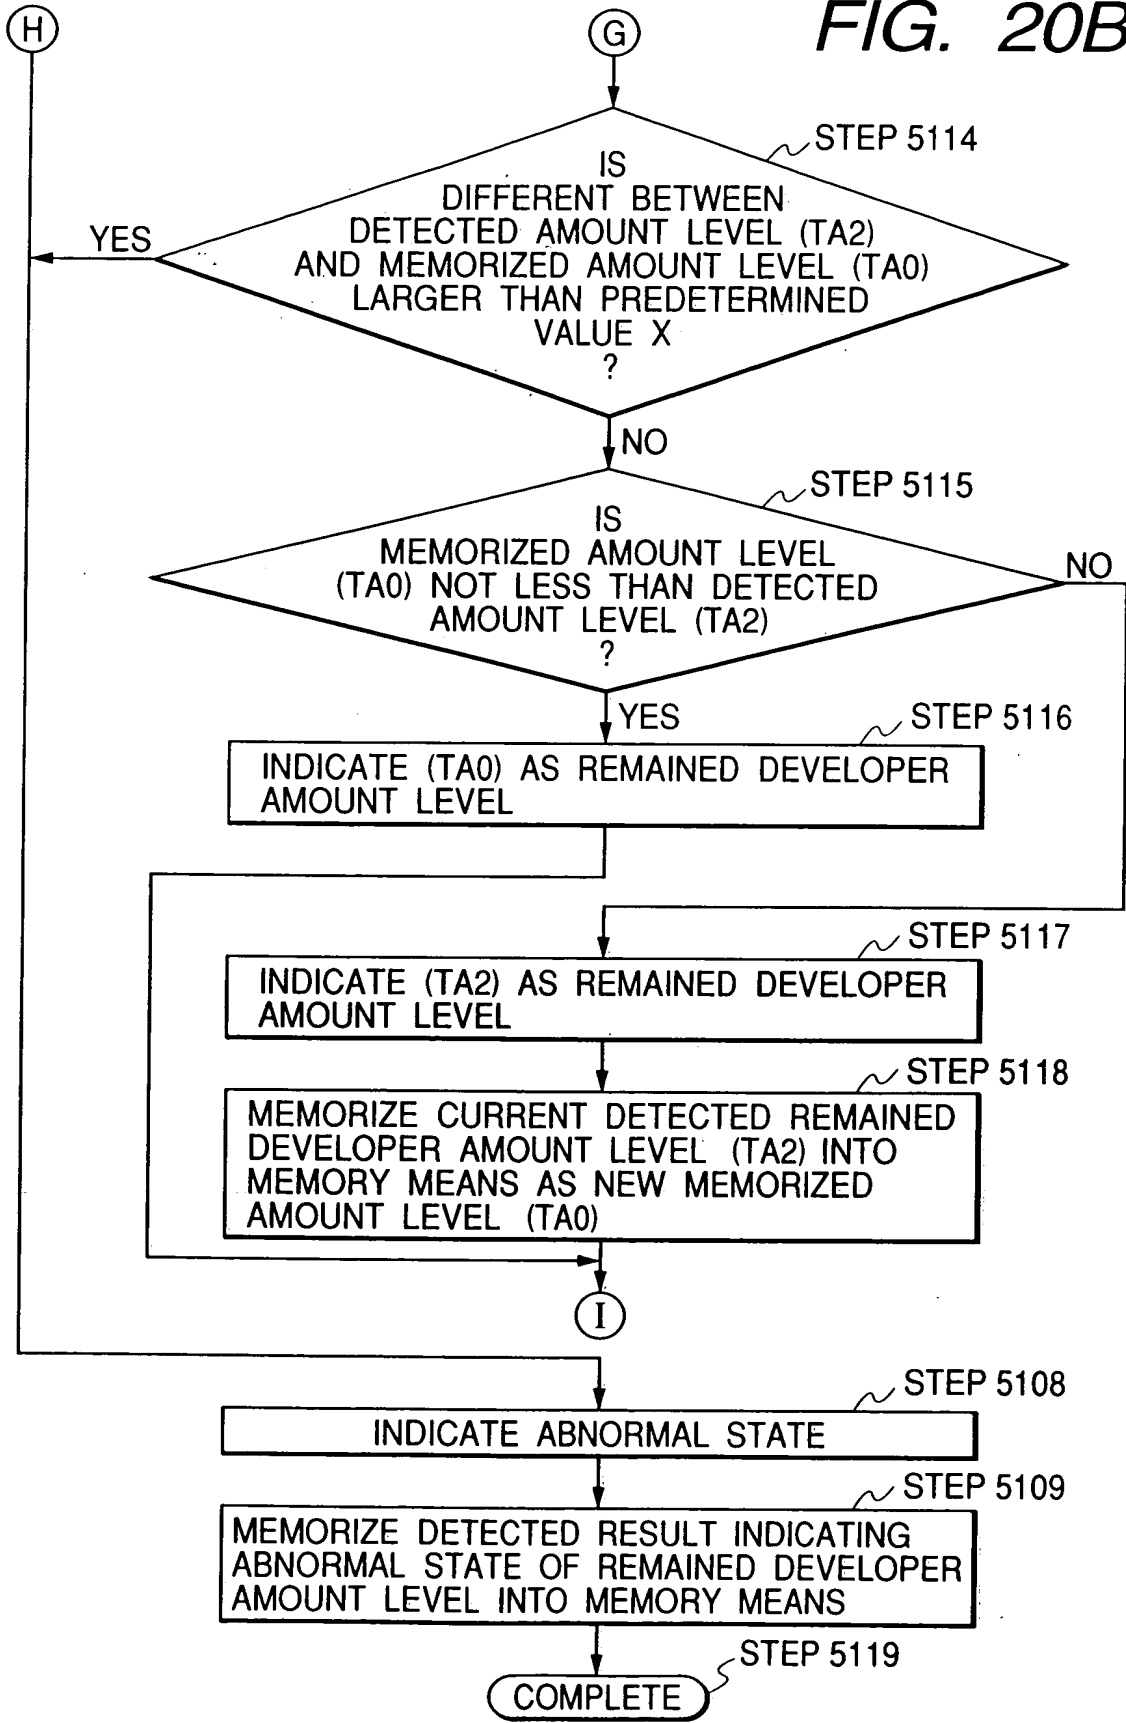 H
G
FIG. 20B
STEP 5114
IS
DIFFERENT BETWEEN
DETECTED AMOUNT LEVEL (TA2)
AND MEMORIZED AMOUNT LEVEL (TA0)
LARGER THAN PREDETERMINED
VALUE X
?
YES
NO
STEP 5115
IS
MEMORIZED AMOUNT LEVEL
(TA0) NOT LESS THAN DETECTED
AMOUNT LEVEL (TA2)
?
NO
YES
STEP 5116
INDICATE (TA0) AS REMAINED DEVELOPER
AMOUNT LEVEL
STEP 5117
INDICATE (TA2) AS REMAINED DEVELOPER
AMOUNT LEVEL
STEP 5118
MEMORIZE CURRENT DETECTED REMAINED
DEVELOPER AMOUNT LEVEL (TA2) INTO
MEMORY MEANS AS NEW MEMORIZED
AMOUNT LEVEL (TA0)
I
STEP 5108
INDICATE ABNORMAL STATE
STEP 5109
MEMORIZE DETECTED RESULT INDICATING
ABNORMAL STATE OF REMAINED DEVELOPER
AMOUNT LEVEL INTO MEMORY MEANS
STEP 5119
COMPLETE